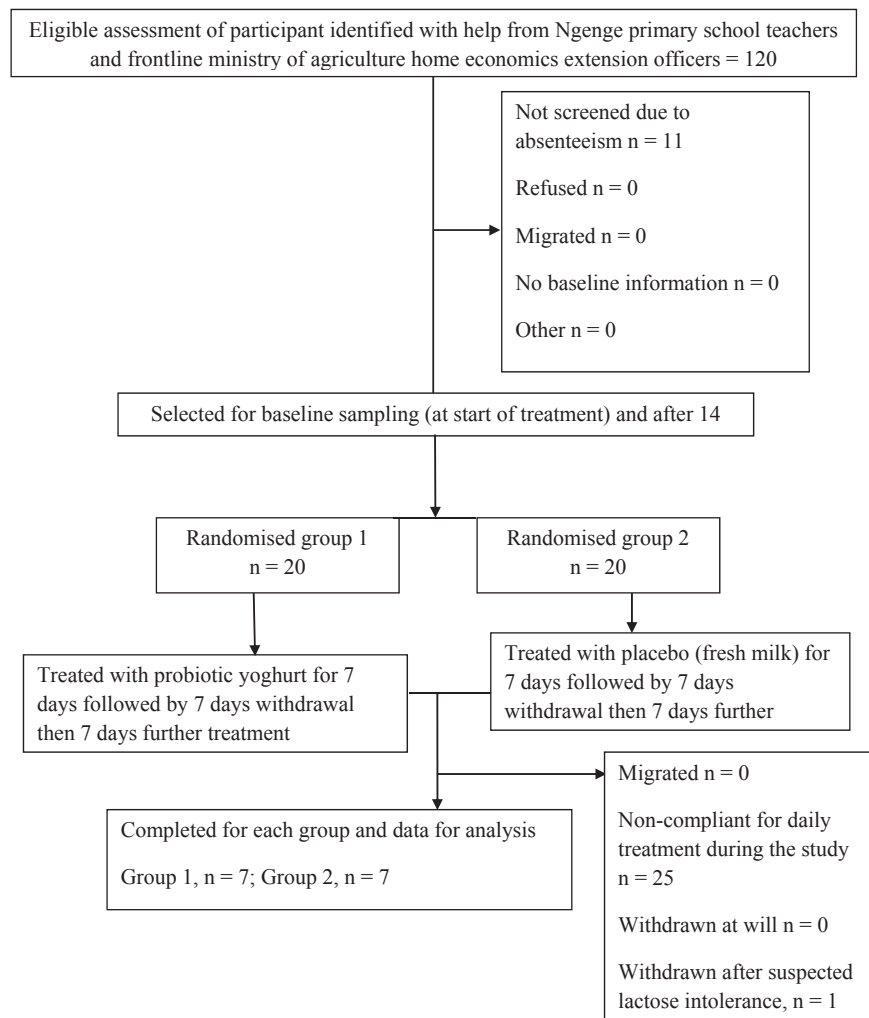 Eligible assessment of participant identified with help from Ngenge primary school teachers
and frontline ministry of agriculture home economics extension officers = 120
Not screened due to
absenteeism n = 11
Refused n = 0
Migrated n = 0
No baseline information n = 0
Other n = 0
Selected for baseline sampling (at start of treatment) and after 14
Randomised group 1
n = 20
Randomised group 2
n = 20
Treated with probiotic yoghurt for 7
days followed by 7 days withdrawal
then 7 days further treatment
Treated with placebo (fresh milk) for
7 days followed by 7 days
withdrawal then 7 days further
Migrated n = 0
Non-compliant for daily
treatment during the study
n = 25
Withdrawn at will n = 0
Withdrawn after suspected
lactose intolerance, n = 1
Completed for each group and data for analysis
Group 1, n = 7; Group 2, n = 7